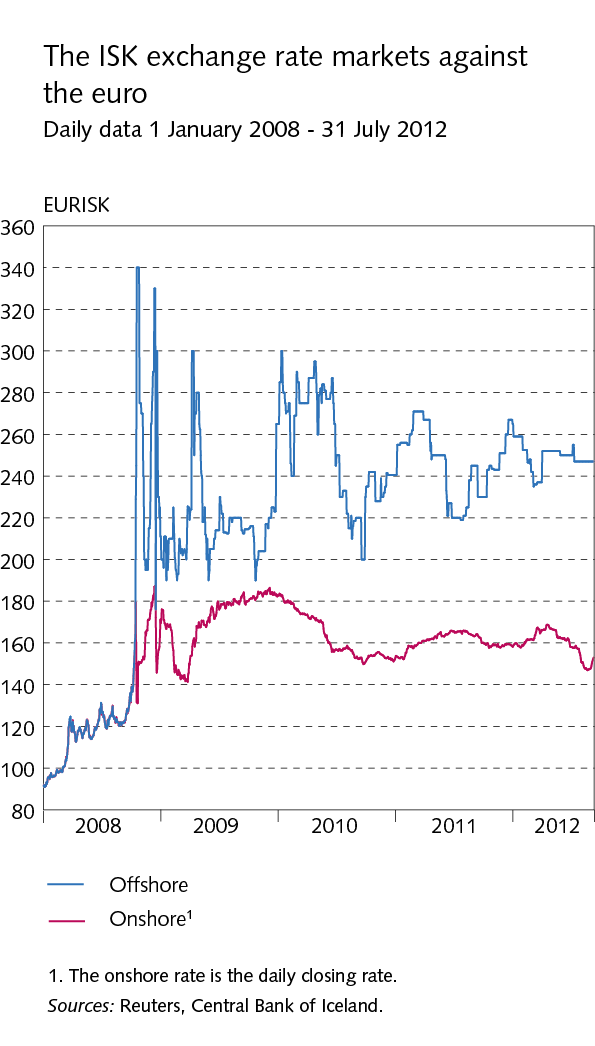 The ISK exchange rate markets against
the euro
Daily data 1 January 2008 - 31 July 2012
EURISK
360
340
320
300
280
260
240
220
200
180
160
140
120
100
80
2008 2009 2010 2011 2012
Offshore
Onshore¹
1. The onshore rate is the daily closing rate.
Sources: Reuters, Central Bank of Iceland.